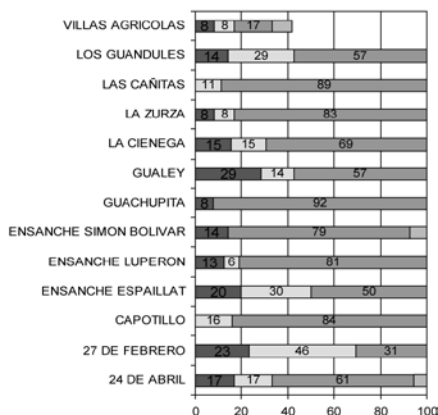 VILLAS AGRICOLAS 8 8 17
LOS GUANDULES 14 29 57
LAS CAÑITAS 11 89
LA ZURZA 8 8 83
LA CIENEGA 15 15 69
GUALEY 29 14 57
GUACHUPITA 8 92
ENSANCHE SIMON BOLIVAR 14 79
ENSANCHE LUPERON 13 6 81
ENSANCHE ESPAILLAT 20 30 50
CAPOTILLO 16 84
27 DE FEBRERO 23 46 31
24 DE ABRIL 17 17 61
0 20 40 60 80 100